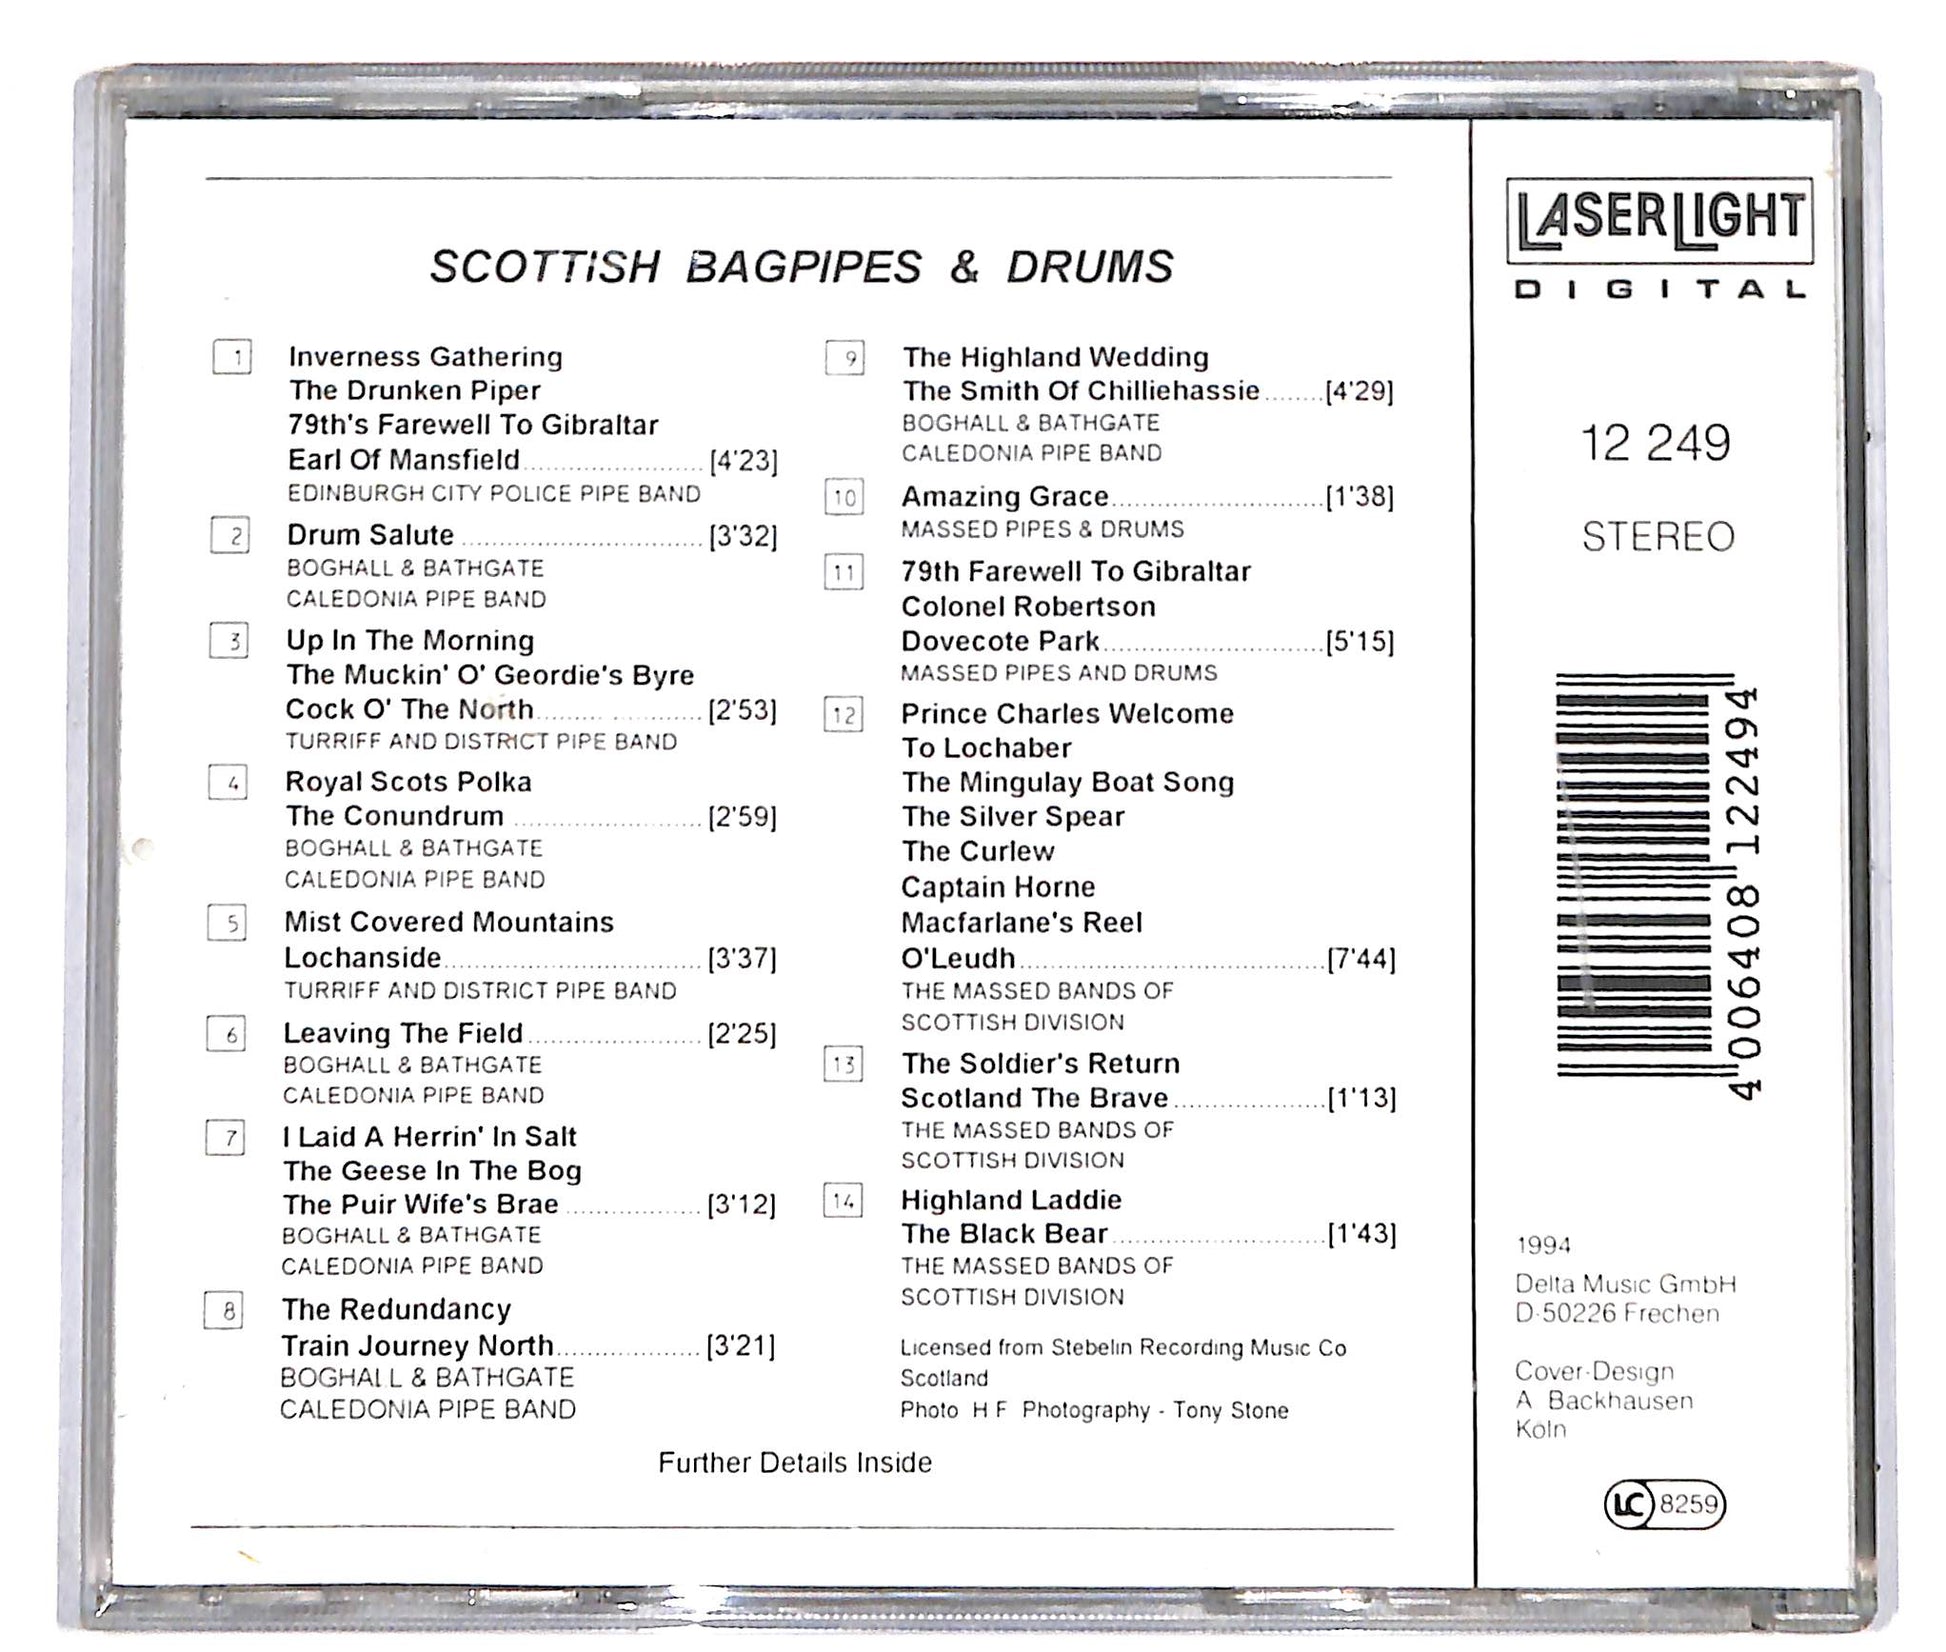 SCOTTISH BAGPIPES & DRUMS
1 Inverness Gathering
The Drunken Piper
79th's Farewell To Gibraltar
Earl Of Mansfield [4'23]
EDINBURGH CITY POLICE PIPE BAND
2 Drum Salute [3'32]
BOGHALL & BATHGATE
CALEDONIA PIPE BAND
3 Up In The Morning
The Muckin' O' Geordie's Byre
Cock O' The North [2'53]
TURRIFF AND DISTRICT PIPE BAND
4 Royal Scots Polka
The Conundrum [2'59]
BOGHALL & BATHGATE
CALEDONIA PIPE BAND
5 Mist Covered Mountains
Lochanside [3'37]
TURRIFF AND DISTRICT PIPE BAND
6 Leaving The Field [2'25]
BOGHALL & BATHGATE
CALEDONIA PIPE BAND
7 I Laid A Herrin' In Salt
The Geese In The Bog
The Puir Wife's Brae [3'12]
BOGHALL & BATHGATE
CALEDONIA PIPE BAND
8 The Redundancy
Train Journey North [3'21]
BOGHALL & BATHGATE
CALEDONIA PIPE BAND
9 The Highland Wedding
The Smith Of Chilliehassie [4'29]
BOGHALL & BATHGATE
CALEDONIA PIPE BAND
10 Amazing Grace [1'38]
MASSED PIPES & DRUMS
11 79th Farewell To Gibraltar
Colonel Robertson
Dovecote Park [5'15]
MASSED PIPES AND DRUMS
12 Prince Charles Welcome
To Lochaber
The Mingulay Boat Song
The Silver Spear
The Curlew
Captain Horne
Macfarlane's Reel
O'Leudh [7'44]
THE MASSED BANDS OF
SCOTTISH DIVISION
13 The Soldier's Return
Scotland The Brave [1'13]
THE MASSED BANDS OF
SCOTTISH DIVISION
14 Highland Laddie
The Black Bear [1'43]
THE MASSED BANDS OF
SCOTTISH DIVISION
Licensed from Stebelin Recording Music Co
Scotland
Photo H F Photography - Tony Stone
Further Details Inside
LASERLIGHT
DIGITAL
12 249
STEREO
4 006408 122494
1994
Delta Music GmbH
D-50226 Frechen
Cover-Design
A Backhausen
Köln
LC 8259